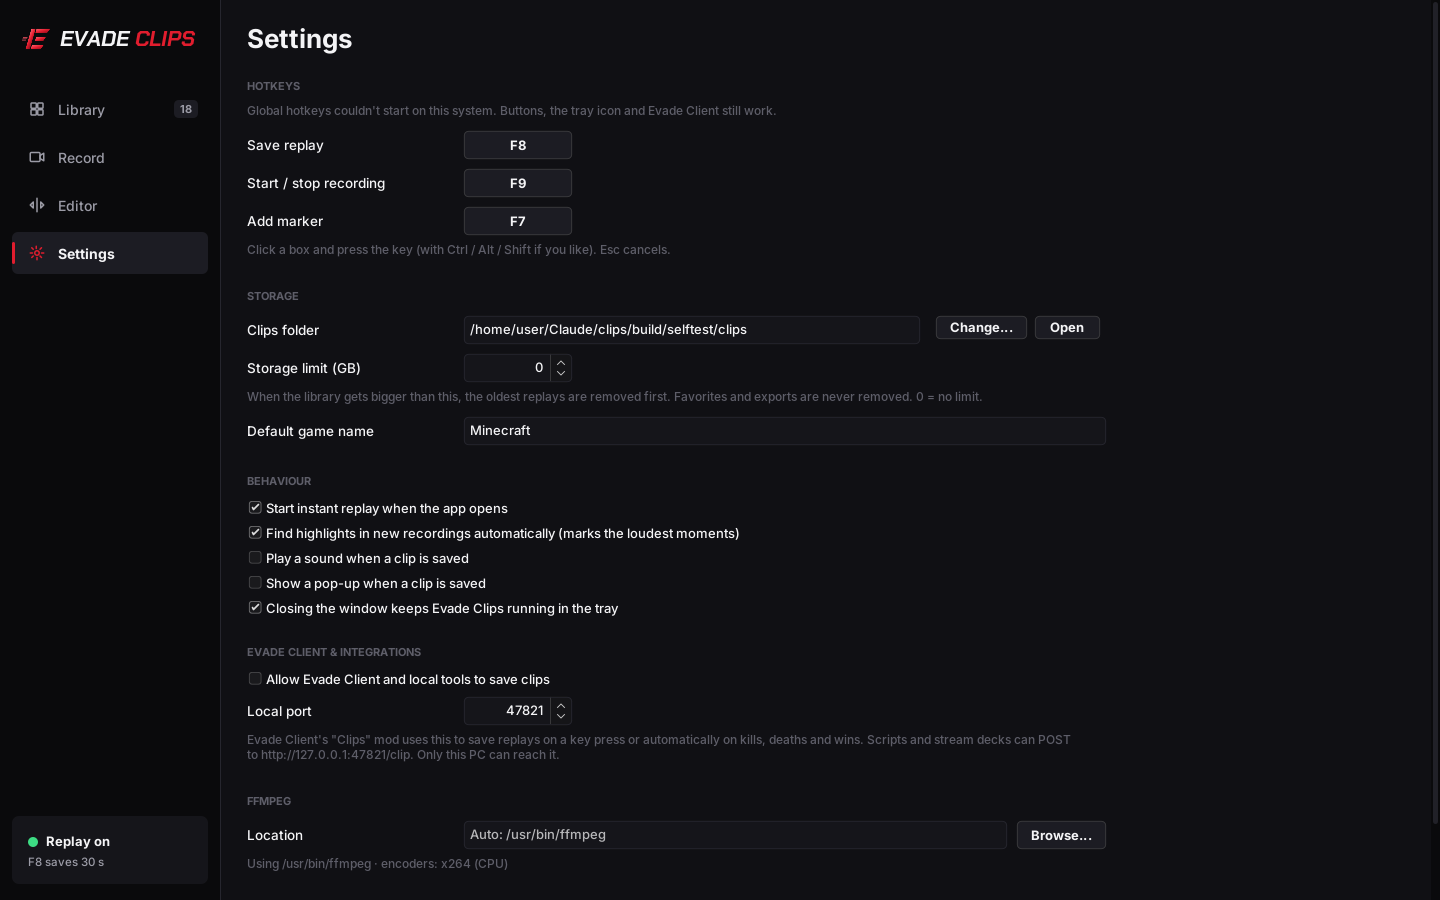 EVADE CLIPS
Library 18
Record
Editor
Settings
Replay on
F8 saves 30 s
Settings
HOTKEYS
Global hotkeys couldn't start on this system. Buttons, the tray icon and Evade Client still work.
Save replay F8
Start / stop recording F9
Add marker F7
Click a box and press the key (with Ctrl / Alt / Shift if you like). Esc cancels.
STORAGE
Clips folder /home/user/Claude/clips/build/selftest/clips Change... Open
Storage limit (GB) 0
When the library gets bigger than this, the oldest replays are removed first. Favorites and exports are never removed. 0 = no limit.
Default game name Minecraft
BEHAVIOUR
Start instant replay when the app opens
Find highlights in new recordings automatically (marks the loudest moments)
Play a sound when a clip is saved
Show a pop-up when a clip is saved
Closing the window keeps Evade Clips running in the tray
EVADE CLIENT & INTEGRATIONS
Allow Evade Client and local tools to save clips
Local port 47821
Evade Client's "Clips" mod uses this to save replays on a key press or automatically on kills, deaths and wins. Scripts and stream decks can POST
to http://127.0.0.1:47821/clip. Only this PC can reach it.
FFMPEG
Location Auto: /usr/bin/ffmpeg Browse...
Using /usr/bin/ffmpeg · encoders: x264 (CPU)